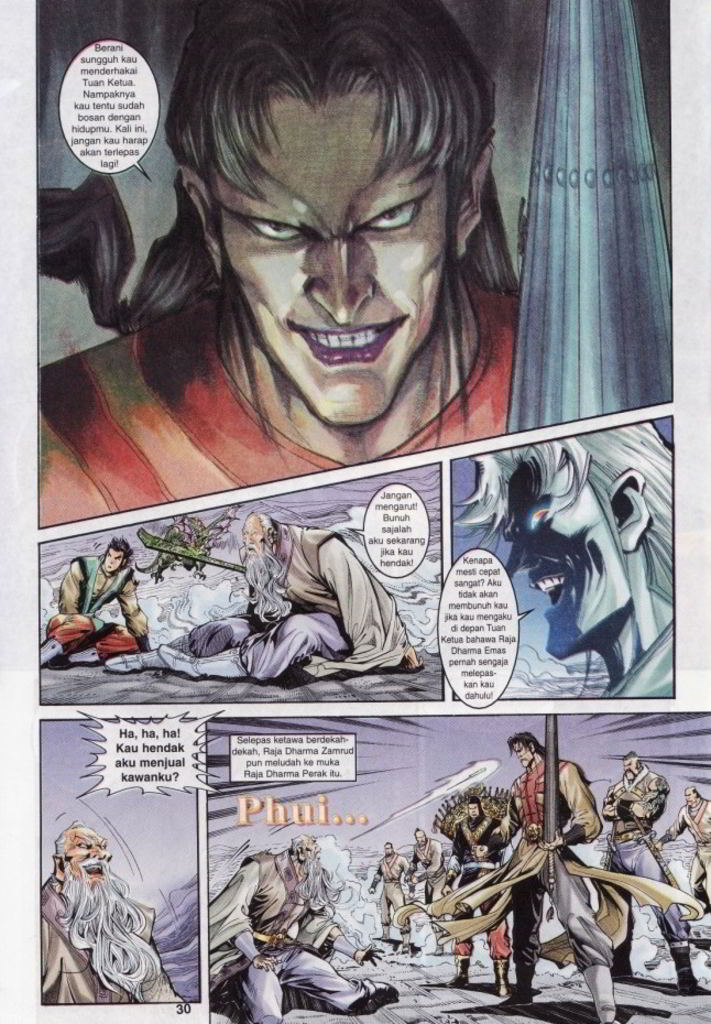 Berani
sungguh kau
menderhakai
Tuan Ketua.
Nampaknya
kau tentu sudah
bosan dengan
hidupmu. Kali ini,
jangan kau harap
akan terlepas
lagi!
Jangan
mengarut!
Bunuh
sajalah
aku sekarang
jika kau
hendak!
Kenapa
mesti cepat
sangat? Aku
tidak akan
membunuh kau
jika kau mengaku
di depan Tuan
Ketua bahawa Raja
Dharma Emas
pernah sengaja
melepas-
kan kau
dahulu!
Ha, ha, ha!
Kau hendak
aku menjual
kawanku?
Selepas ketawa berdekah-
dekah, Raja Dharma Zamrud
pun meludah ke muka
Raja Dharma Perak itu.
Phui...
30